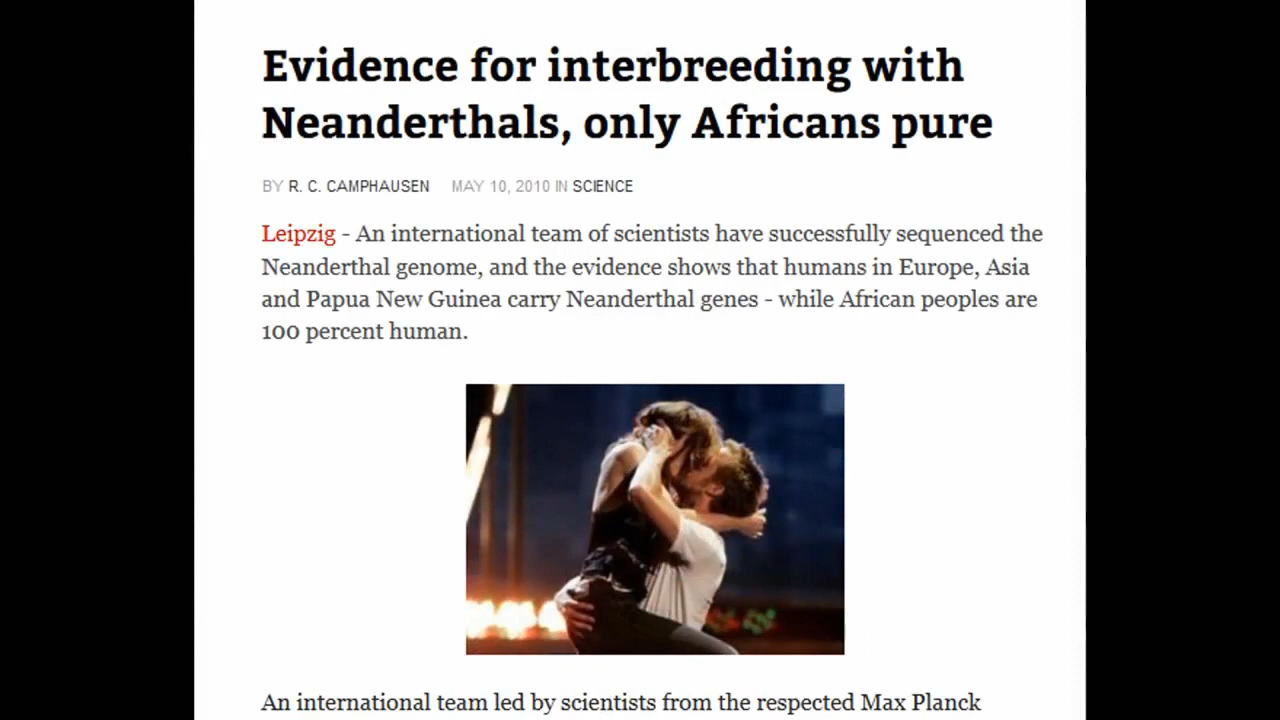 Evidence for interbreeding with
Neanderthals, only Africans pure
BY R. C. CAMPHAUSEN MAY 10, 2010 IN SCIENCE
Leipzig - An international team of scientists have successfully sequenced the
Neanderthal genome, and the evidence shows that humans in Europe, Asia
and Papua New Guinea carry Neanderthal genes - while African peoples are
100 percent human.
An international team led by scientists from the respected Max Planck